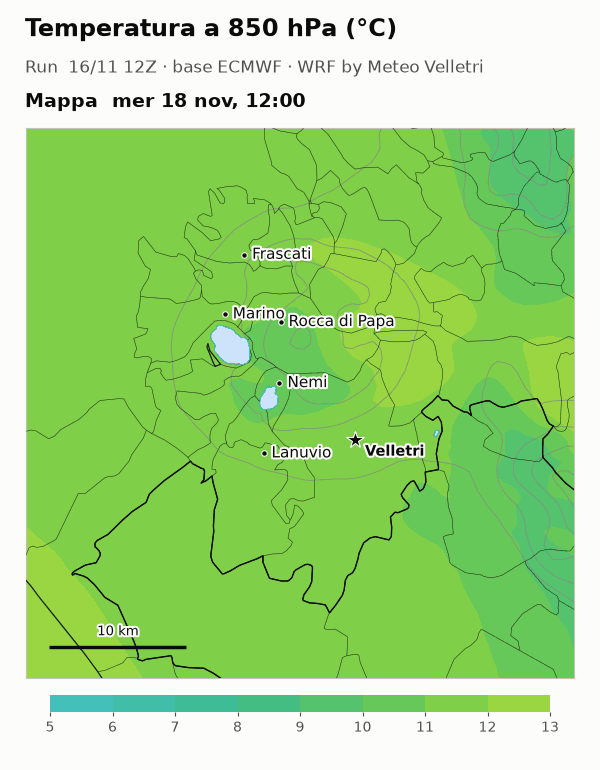 Temperatura a 850 hPa (°C)
Run  16/11 12Z · base ECMWF · WRF by Meteo Velletri
Mappa  mer 18 nov, 12:00
Frascati
Marino
Rocca di Papa
Nemi
Velletri
Lanuvio
10 km
5 6 7 8 9 10 11 12 13